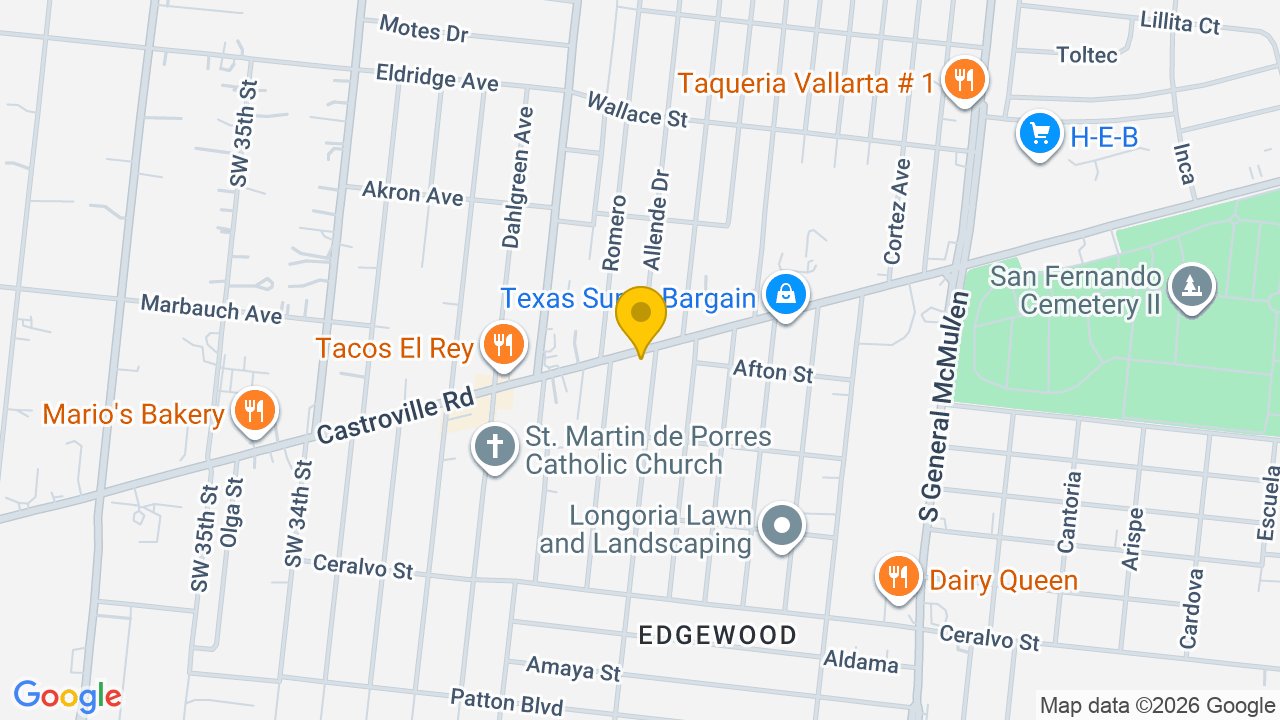 Motes Dr
Lillita Ct
Toltec
Eldridge Ave
Taqueria Vallarta # 1
Wallace St
H-E-B
SW 35th St
Dahlgreen Ave
Inca
Akron Ave
Romero
Allende Dr
Cortez Ave
San Fernando
Cemetery II
Marbauch Ave
Texas Su
Bargain
Tacos El Rey
Afton St
S General McMullen
Mario's Bakery
Castroville Rd
St. Martin de Porres
Catholic Church
SW 34th St
SW 35th St
Olga St
Longoria Lawn
and Landscaping
Cantoria
Arispe
Escuela
Ceralvo St
Dairy Queen
Cardova
EDGEWOOD
Ceralvo St
Aldama
Amaya St
Patton Blvd
Google
Map data ©2026 Google